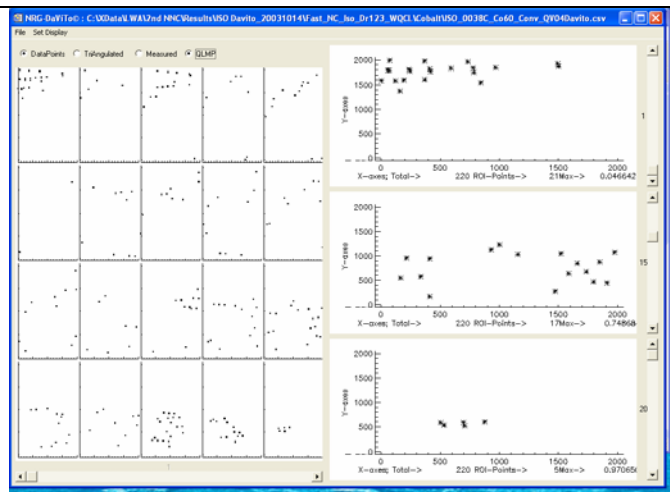 NRG-DaViTo© : C:\XData\LWA\2nd NNC\Results\ISO Davito_20031014\Fast_NC_Iso_Dr123_WQCL\Cobalt\ISO_0038C_Co60_Conv_QV04Davito.csv
File Set Display
DataPoints TriAngulated Measured QLMP
2000
1500
1000
500
0
Y-axes
0 500 1000 1500 2000
X-axes; Total-> 220 ROI-Points-> 21Max-> 0.046642
1
2000
1500
1000
500
0
Y-axes
0 500 1000 1500 2000
X-axes; Total-> 220 ROI-Points-> 17Max-> 0.74868
15
2000
1500
1000
500
0
Y-axes
0 500 1000 1500 2000
X-axes; Total-> 220 ROI-Points-> 5Max-> 0.97065
20
1